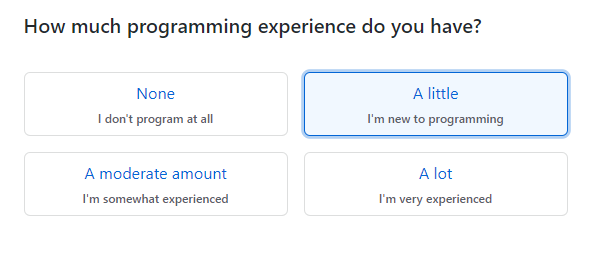 How much programming experience do you have?
None
I don't program at all
A little
I'm new to programming
A moderate amount
I'm somewhat experienced
A lot
I'm very experienced